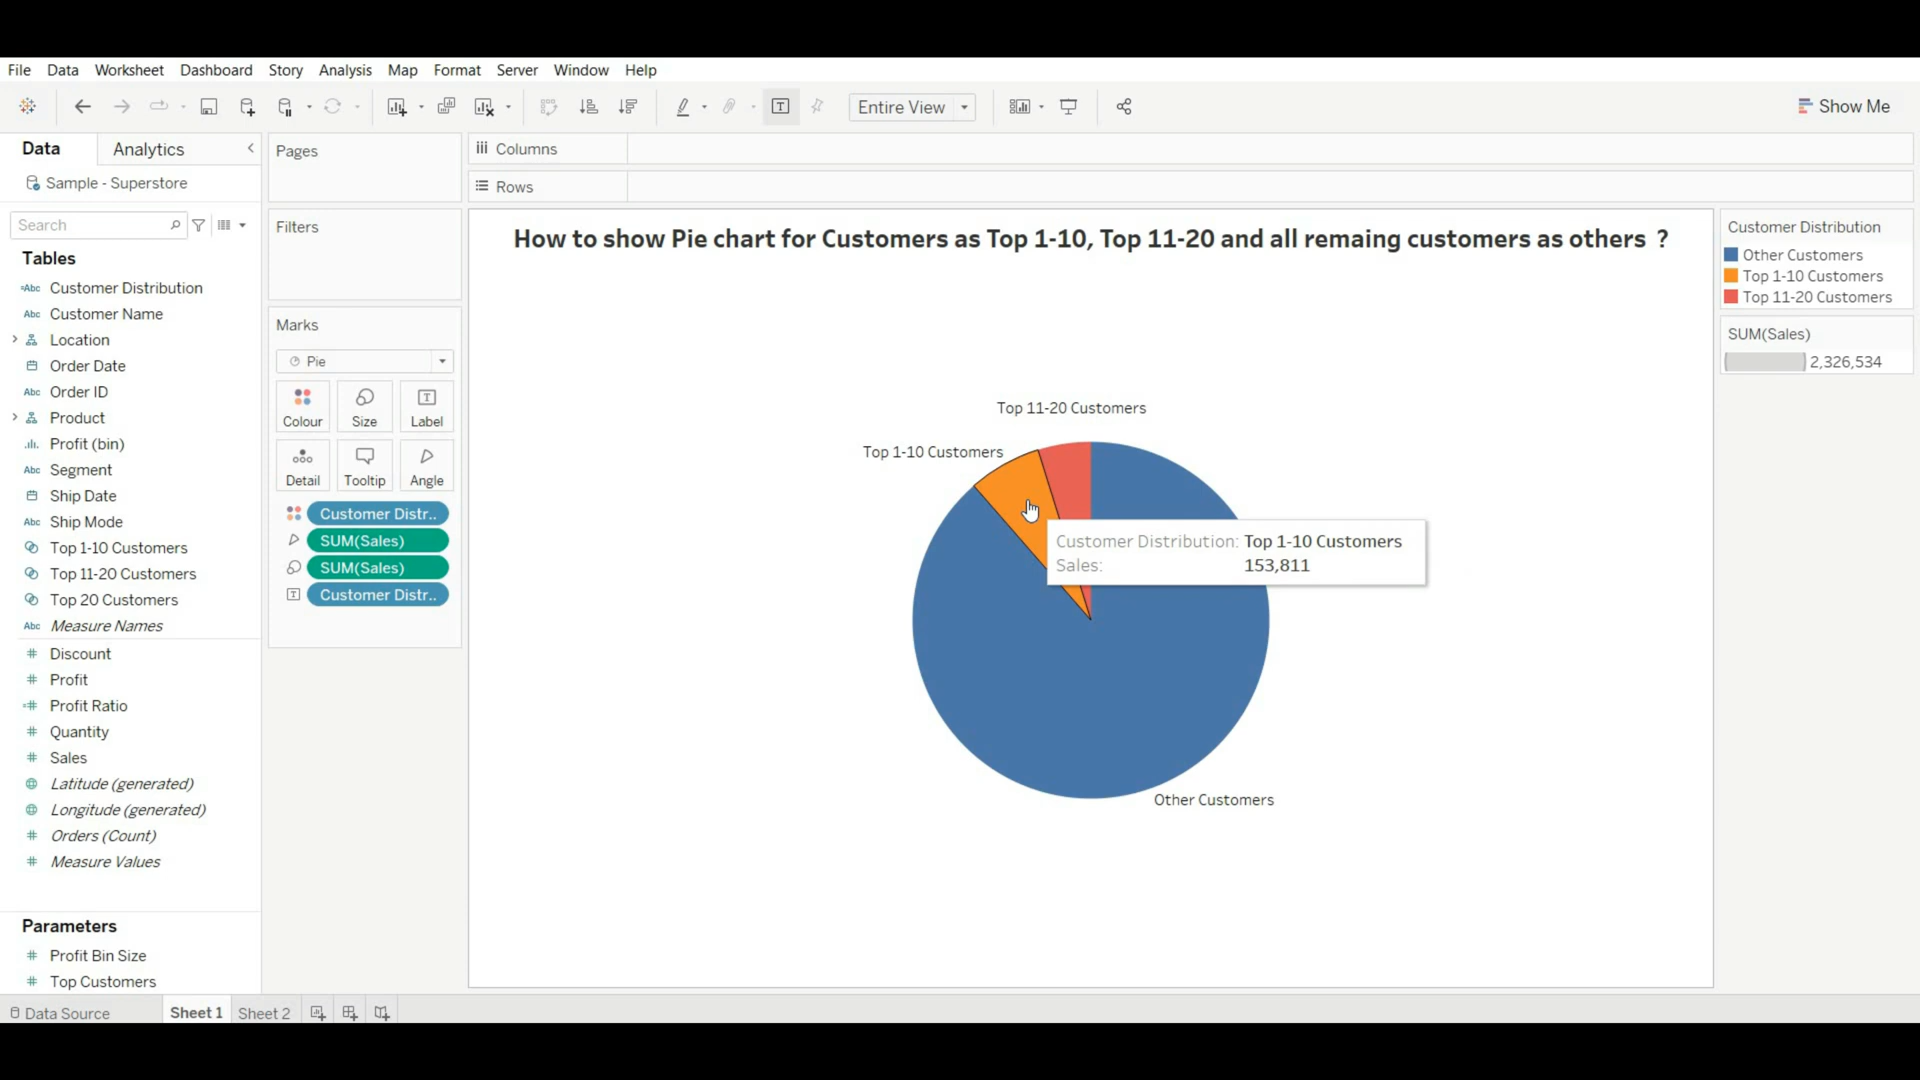 File Data Worksheet Dashboard Story Analysis Map Format Server Window Help
Entire View
Show Me
Data Analytics
Sample - Superstore
Search
Tables
Abc Customer Distribution
Abc Customer Name
Location
Order Date
Abc Order ID
Product
Profit (bin)
Abc Segment
Ship Date
Abc Ship Mode
Top 1-10 Customers
Top 11-20 Customers
Top 20 Customers
Abc Measure Names
# Discount
# Profit
=# Profit Ratio
# Quantity
# Sales
Latitude (generated)
Longitude (generated)
# Orders (Count)
# Measure Values
Parameters
# Profit Bin Size
# Top Customers
Pages
Filters
Marks
Pie
Colour Size Label
Detail Tooltip Angle
Customer Distr..
SUM(Sales)
SUM(Sales)
Customer Distr..
Columns
Rows
How to show Pie chart for Customers as Top 1-10, Top 11-20 and all remaing customers as others ?
Top 11-20 Customers
Top 1-10 Customers
Customer Distribution: Top 1-10 Customers
Sales: 153,811
Other Customers
Customer Distribution
Other Customers
Top 1-10 Customers
Top 11-20 Customers
SUM(Sales)
2,326,534
Data Source Sheet 1 Sheet 2